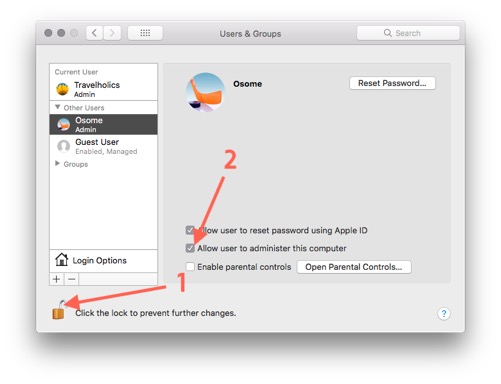 Users & Groups
Search
Current User
Travelholics
Admin
Other Users
Osome
Admin
Guest User
Enabled, Managed
Groups
Login Options
+ −
Osome
Reset Password...
2
Allow user to reset password using Apple ID
Allow user to administer this computer
Enable parental controls
Open Parental Controls...
1
Click the lock to prevent further changes.
?